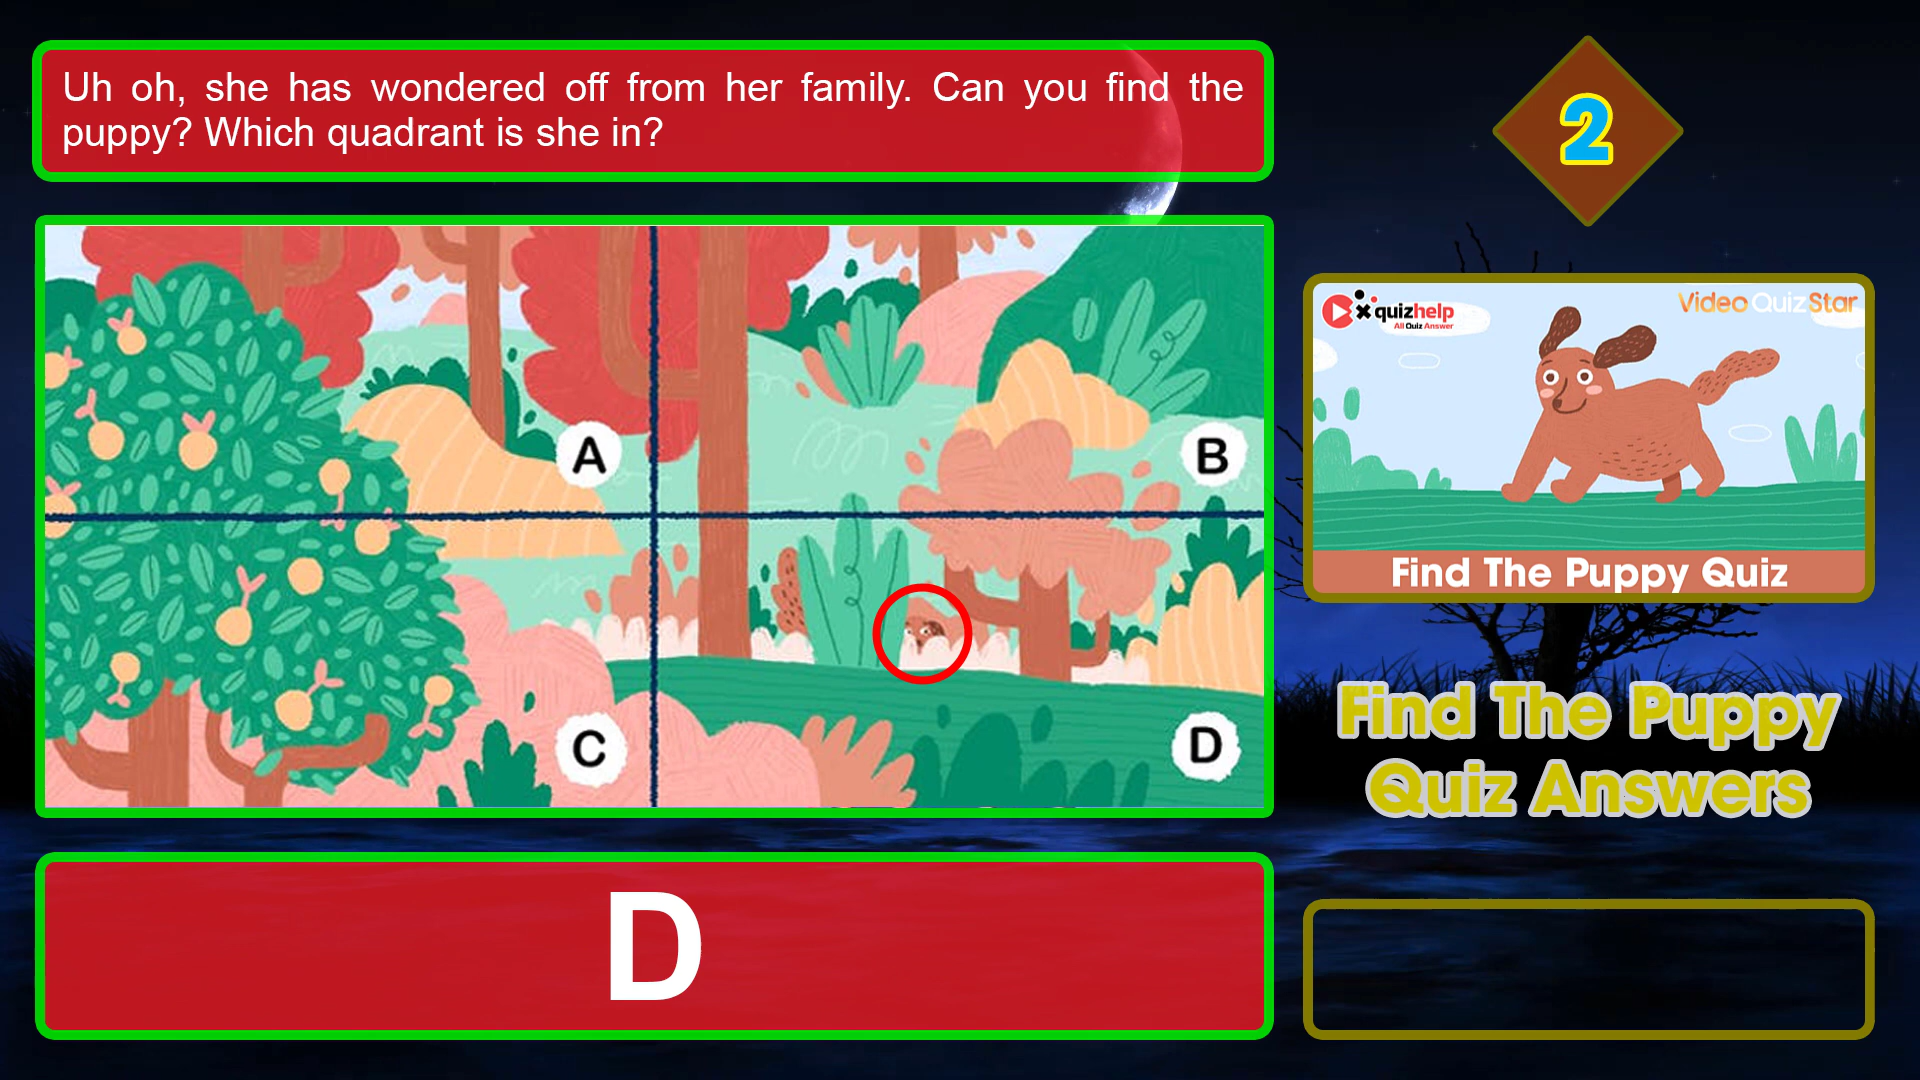 Uh oh, she has wondered off from her family. Can you find the
puppy? Which quadrant is she in?
2
A
B
C
D
D
quizhelp
All Quiz Answer
Video Quiz Star
Find The Puppy Quiz
Find The Puppy
Quiz Answers